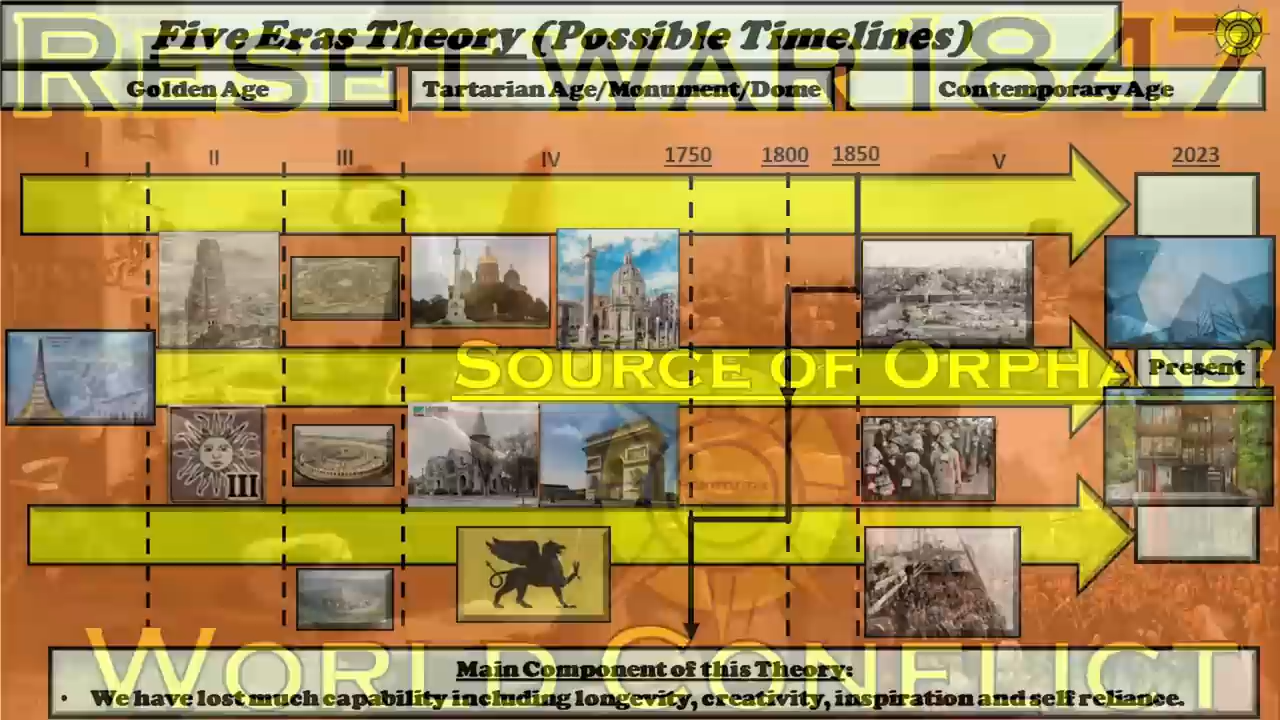 RESET WAR 1847
Five Eras Theory (Possible Timelines)
Golden Age
Tartarian Age/Monument/Dome
Contemporary Age
I
II
III
IV
1750
1800
1850
V
2023
SOURCE OF ORPHANS?
Present
III
WORLD CONFLICT
Main Component of this Theory:
• We have lost much capability including longevity, creativity, inspiration and self reliance.